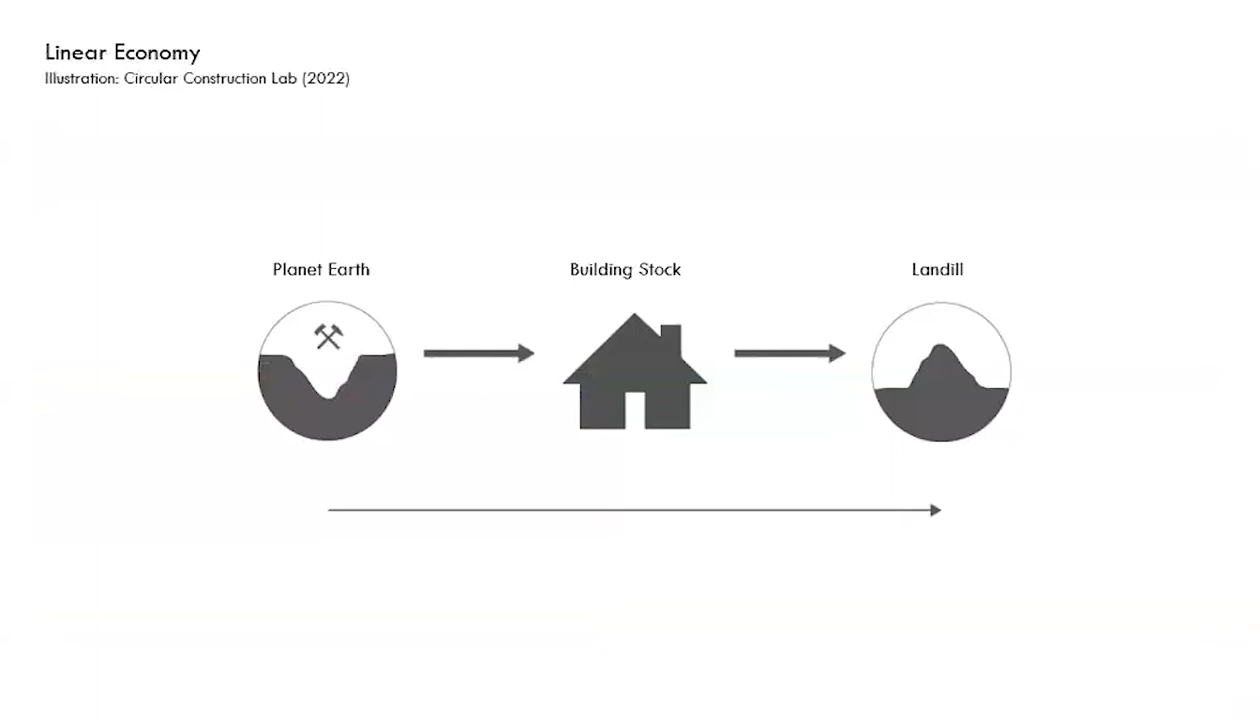 Linear Economy
Illustration: Circular Construction Lab (2022)
Planet Earth
Building Stock
Landill